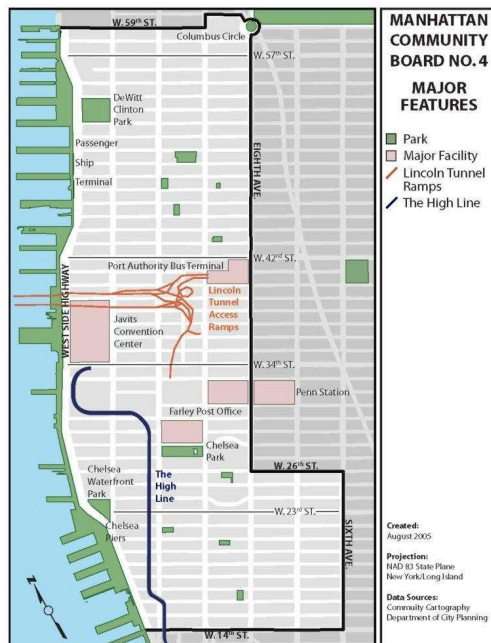 W. 59th ST.
Columbus Circle
W. 57th ST.
DeWitt
Clinton
Park
Passenger
Ship
Terminal
EIGHTH AVE.
W. 42nd ST.
Port Authority Bus Terminal
WEST SIDE HIGHWAY
Lincoln
Tunnel
Access
Ramps
Javits
Convention
Center
W. 34th ST.
Penn Station
Farley Post Office
Chelsea
Park
W. 26th ST.
Chelsea
Waterfront
Park
The
High
Line
W. 23rd ST.
Chelsea
Piers
SIXTH AVE.
N
W. 14th ST.
MANHATTAN
COMMUNITY
BOARD NO. 4
MAJOR
FEATURES
Park
Major Facility
Lincoln Tunnel
Ramps
The High Line
Created:
August 2005
Projection:
NAD 83 State Plane
New York/Long Island
Data Sources:
Commuity Cartography
Department of City Planning